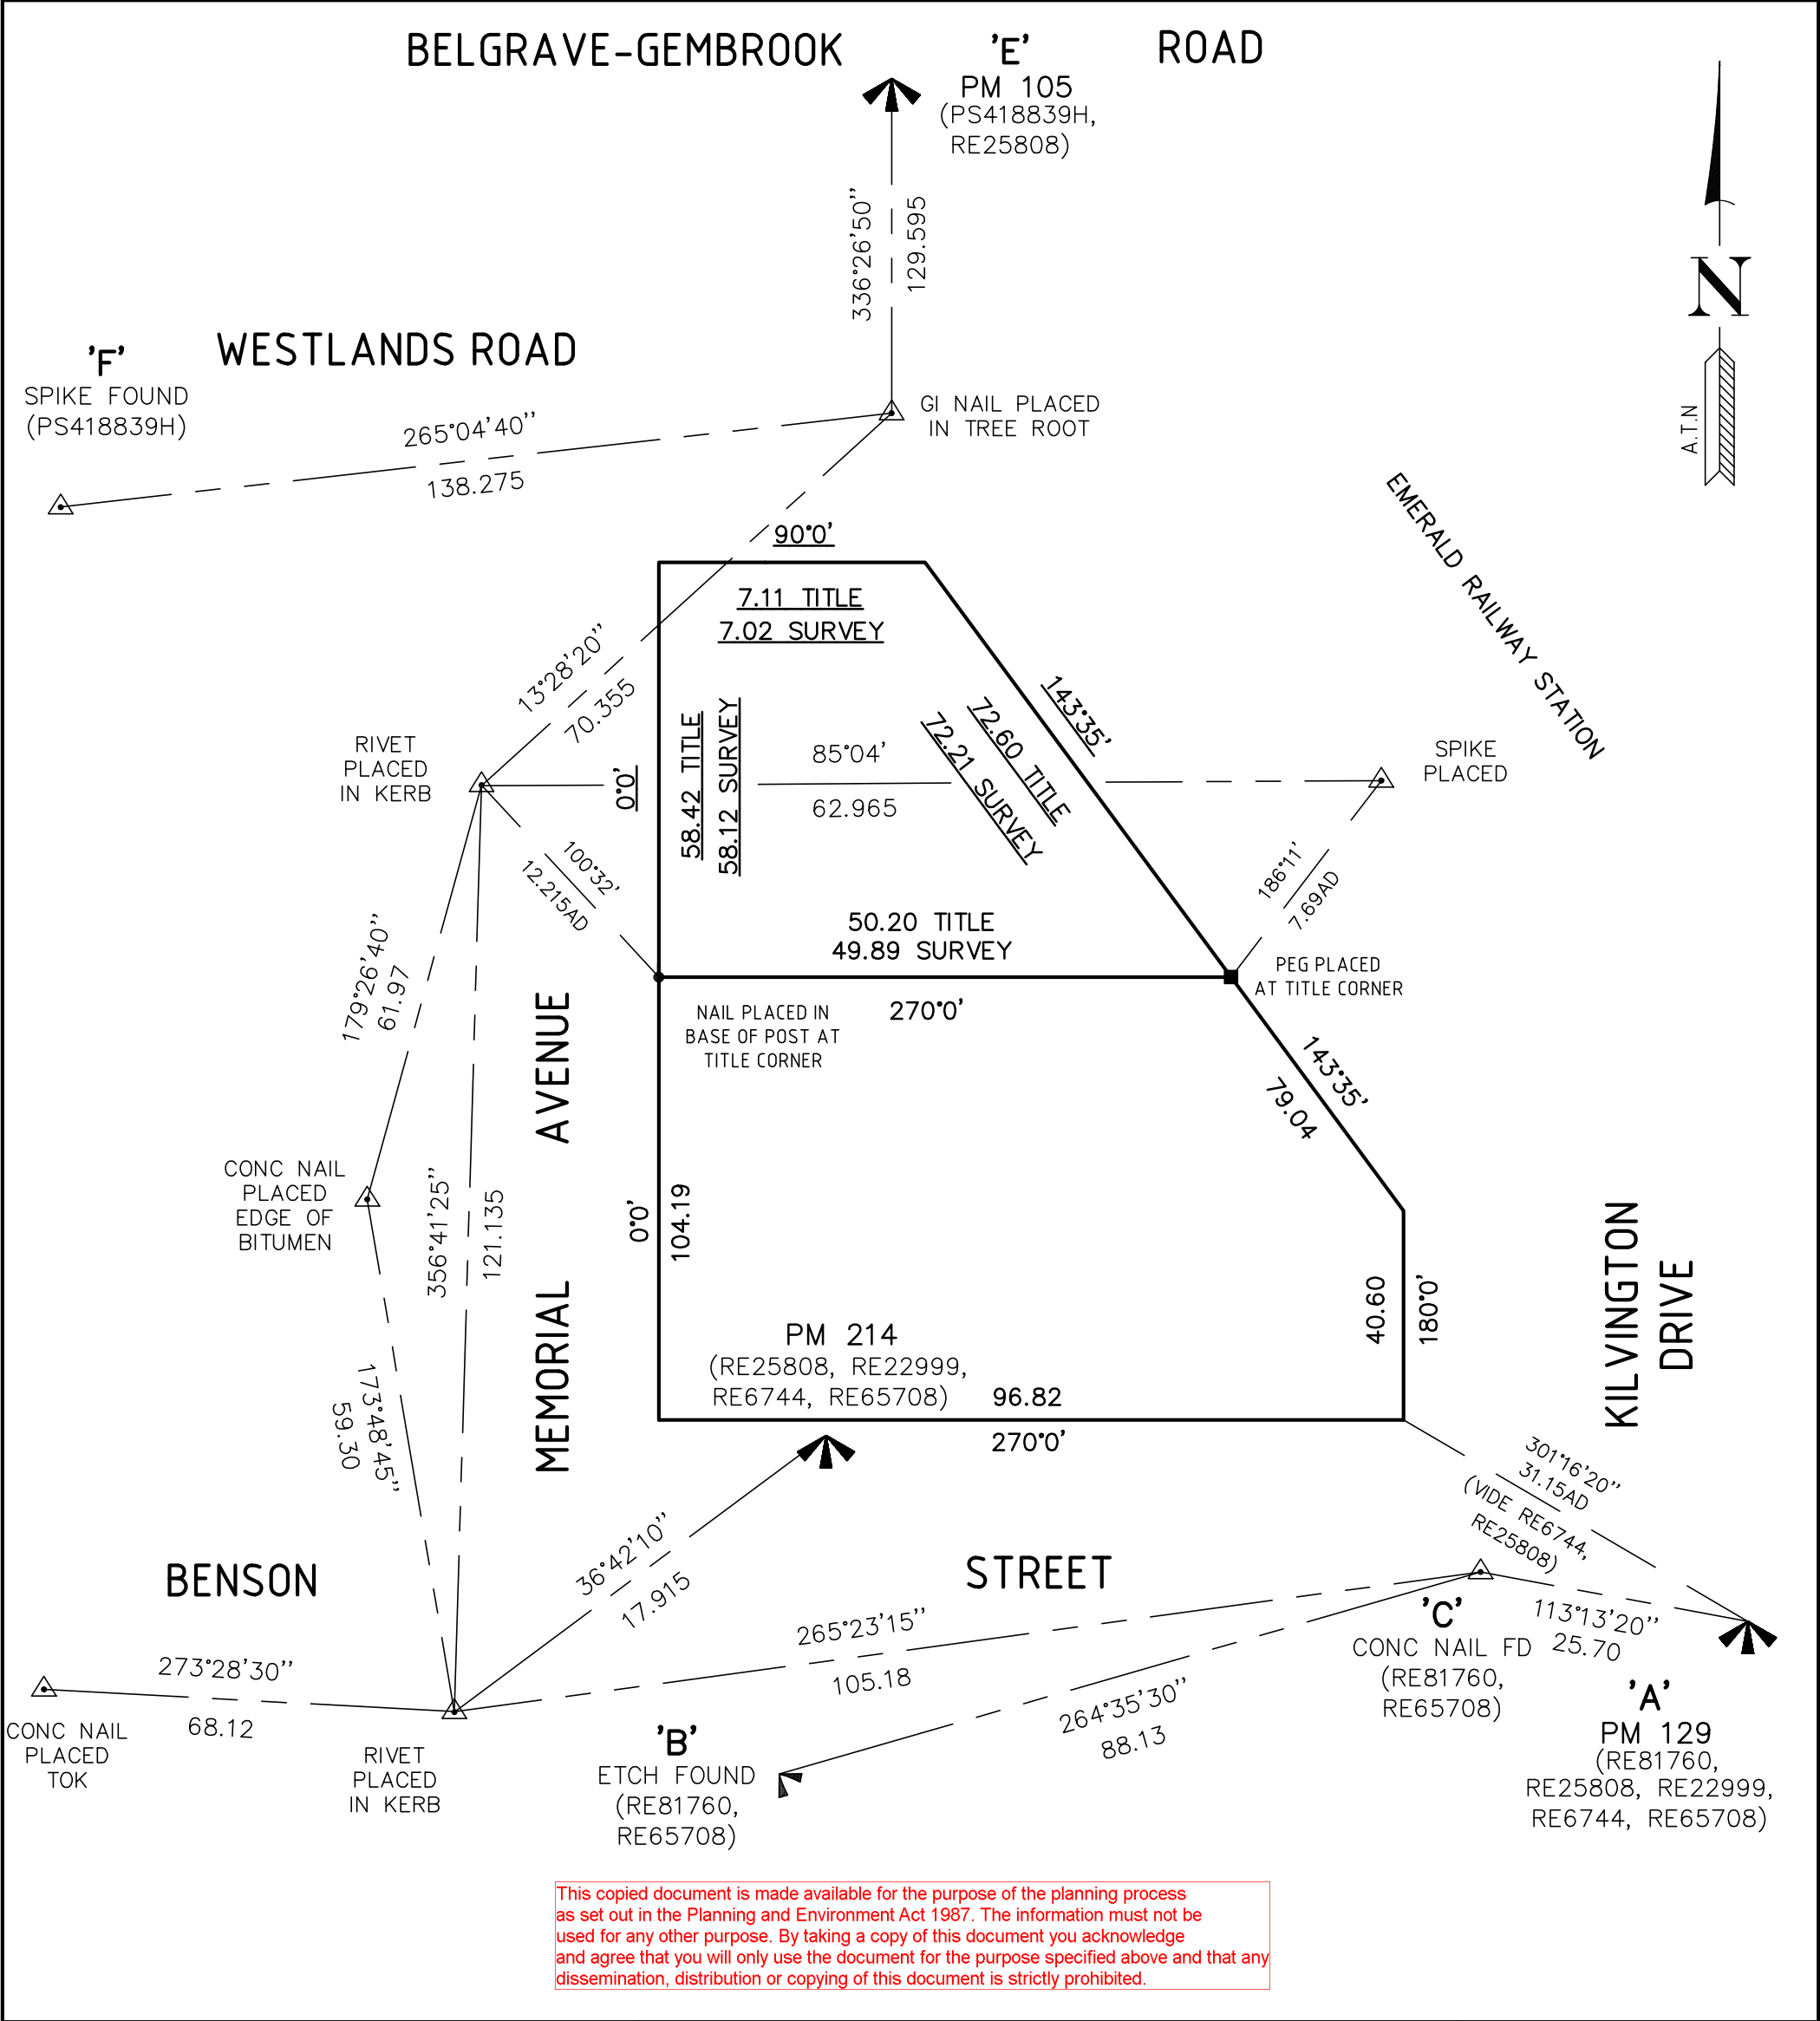 BELGRAVE-GEMBROOK ROAD
'E'
PM 105
(PS418839H,
RE25808)
336°26'50"
129.595
N
A.T.N
'F'
SPIKE FOUND
(PS418839H)
WESTLANDS ROAD
265°04'40"
138.275
GI NAIL PLACED
IN TREE ROOT
EMERALD RAILWAY STATION
90°0'
7.11 TITLE
7.02 SURVEY
13°28'20"
70.355
143°35'
72.60 TITLE
72.21 SURVEY
RIVET
PLACED
IN KERB
0°0'
58.42 TITLE
58.12 SURVEY
85°04'
62.965
SPIKE
PLACED
100°32'
12.215AD
186°11'
7.69AD
50.20 TITLE
49.89 SURVEY
270°0'
PEG PLACED
AT TITLE CORNER
NAIL PLACED IN
BASE OF POST AT
TITLE CORNER
179°26'40"
61.97
MEMORIAL AVENUE
143°35'
79.04
CONC NAIL
PLACED
EDGE OF
BITUMEN
356°41'25"
121.135
0°0'
104.19
40.60
180°0'
KILVINGTON
DRIVE
PM 214
(RE25808, RE22999,
RE6744, RE65708)
96.82
270°0'
173°48'45"
59.30
301°16'20"
31.15AD
(VIDE RE6744,
RE25808)
36°42'10"
17.915
BENSON STREET
265°23'15"
105.18
'C'
CONC NAIL FD
(RE81760,
RE65708)
113°13'20"
25.70
273°28'30"
68.12
CONC NAIL
PLACED
TOK
RIVET
PLACED
IN KERB
'B'
ETCH FOUND
(RE81760,
RE65708)
264°35'30"
88.13
'A'
PM 129
(RE81760,
RE25808, RE22999,
RE6744, RE65708)
This copied document is made available for the purpose of the planning process
as set out in the Planning and Environment Act 1987. The information must not be
used for any other purpose. By taking a copy of this document you acknowledge
and agree that you will only use the document for the purpose specified above and that any
dissemination, distribution or copying of this document is strictly prohibited.